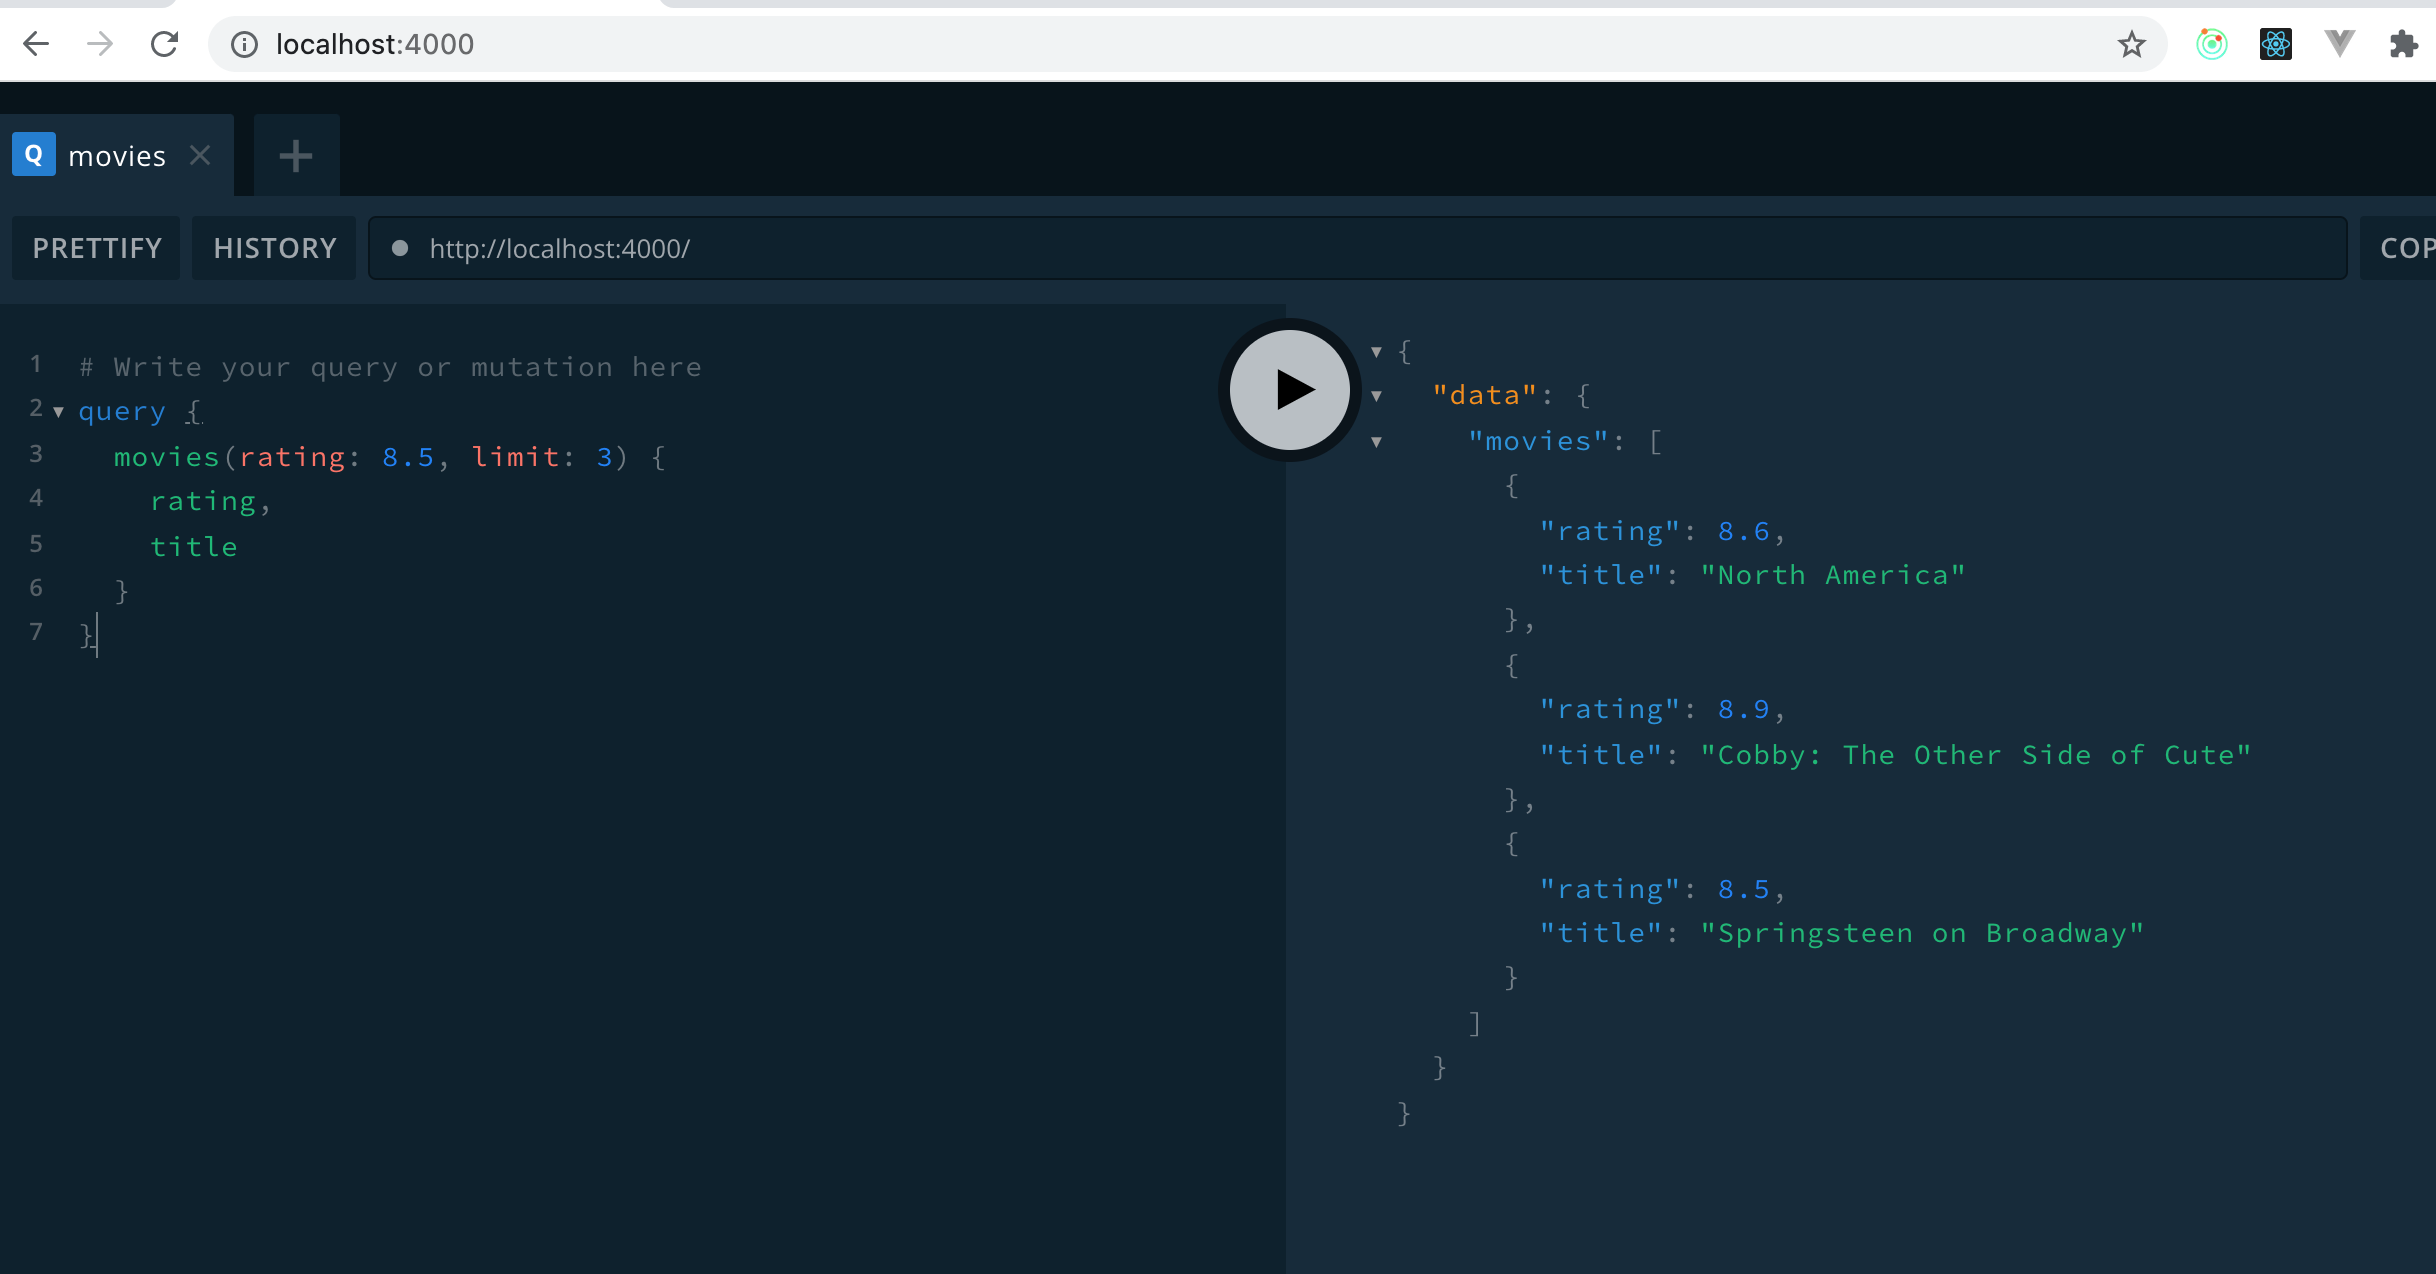 localhost:4000
Q movies
PRETTIFY HISTORY http://localhost:4000/ COP
1 # Write your query or mutation here
2 query {
3 movies(rating: 8.5, limit: 3) {
4 rating,
5 title
6 }
7 }
{
"data": {
"movies": [
{
"rating": 8.6,
"title": "North America"
},
{
"rating": 8.9,
"title": "Cobby: The Other Side of Cute"
},
{
"rating": 8.5,
"title": "Springsteen on Broadway"
}
]
}
}